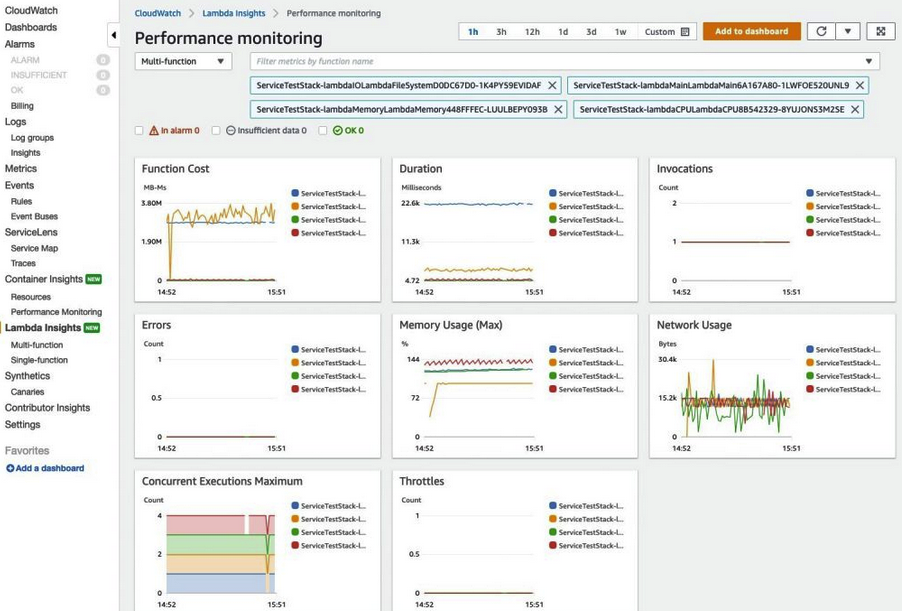 CloudWatch
Dashboards
Alarms
ALARM 0
INSUFFICIENT 0
OK 0
Billing
Logs
Log groups
Insights
Metrics
Events
Rules
Event Buses
ServiceLens
Service Map
Traces
Container Insights NEW
Resources
Performance Monitoring
Lambda Insights NEW
Multi-function
Single-function
Synthetics
Canaries
Contributor Insights
Settings
Favorites
Add a dashboard
CloudWatch > Lambda Insights > Performance monitoring
Performance monitoring
1h 3h 12h 1d 3d 1w Custom
Add to dashboard
Multi-function
Filter metrics by function name
ServiceTestStack-lambdaIOLambdaFileSystemD0DC67D0-1K4PY59EVIDAF
ServiceTestStack-lambdaMainLambdaMain6A167A80-1LWFOE520UNL9
ServiceTestStack-lambdaMemoryLambdaMemory448FFFEC-LUULBEPY093B
ServiceTestStack-lambdaCPULambdaCPU8B542329-8YUJONS3M2SE
In alarm 0 Insufficient data 0 OK 0
Function Cost
MB-Ms
3.80M
1.90M
0
14:52 15:51
ServiceTestStack-l...
ServiceTestStack-l...
ServiceTestStack-l...
ServiceTestStack-l...
Duration
Milliseconds
22.6k
11.3k
4.72
14:52 15:51
ServiceTestStack-l...
ServiceTestStack-l...
ServiceTestStack-l...
ServiceTestStack-l...
Invocations
Count
2
1
0
14:52 15:51
ServiceTestStack-l...
ServiceTestStack-l...
ServiceTestStack-l...
ServiceTestStack-l...
Errors
Count
1
0.5
0
14:52 15:51
ServiceTestStack-l...
ServiceTestStack-l...
ServiceTestStack-l...
ServiceTestStack-l...
Memory Usage (Max)
%
144
72
0
14:52 15:51
ServiceTestStack-l...
ServiceTestStack-l...
ServiceTestStack-l...
ServiceTestStack-l...
Network Usage
Bytes
30.4k
15.2k
0
14:52 15:51
ServiceTestStack-l...
ServiceTestStack-l...
ServiceTestStack-l...
ServiceTestStack-l...
Concurrent Executions Maximum
Count
4
2
0
14:52 15:51
ServiceTestStack-l...
ServiceTestStack-l...
ServiceTestStack-l...
ServiceTestStack-l...
Throttles
Count
1
0.5
0
14:52 15:51
ServiceTestStack-l...
ServiceTestStack-l...
ServiceTestStack-l...
ServiceTestStack-l...